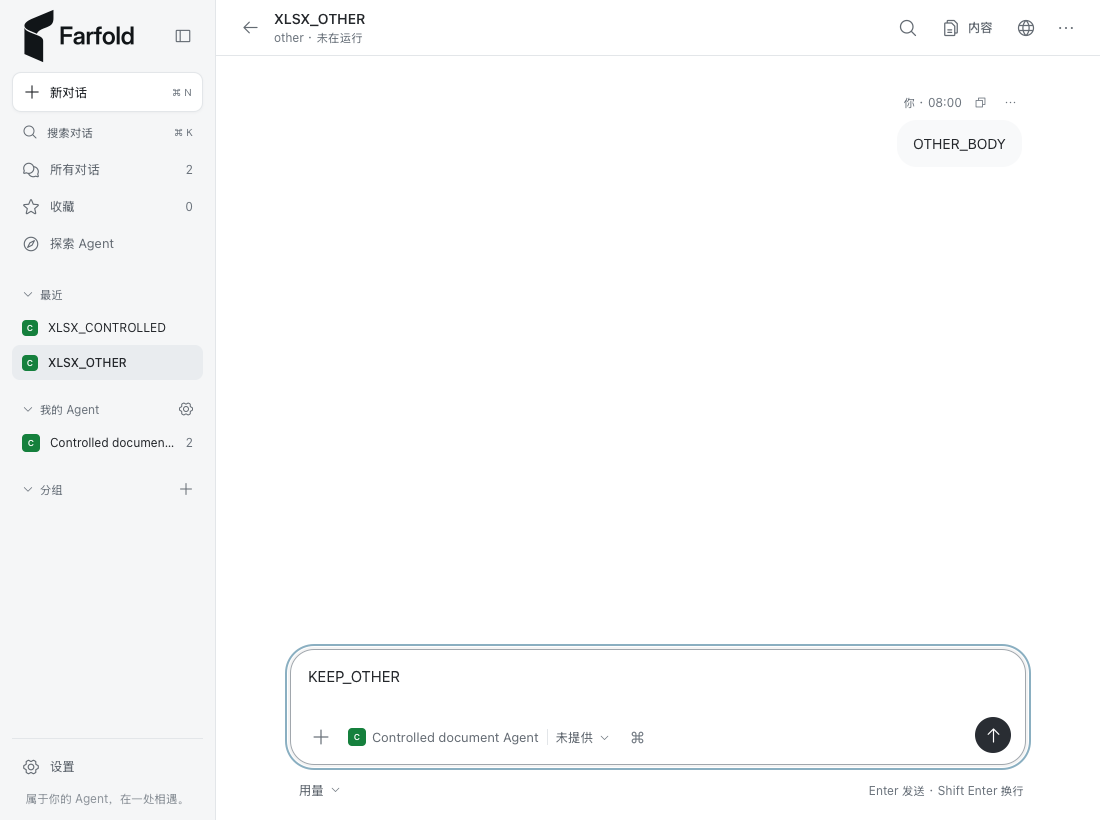 Farfold
新对话 ⌘ N
搜索对话 ⌘ K
所有对话 2
收藏 0
探索 Agent
最近
C XLSX_CONTROLLED
C XLSX_OTHER
我的 Agent
C Controlled documen... 2
分组
设置
属于你的 Agent，在一处相遇。
XLSX_OTHER
other · 未在运行
内容
你 · 08:00
OTHER_BODY
KEEP_OTHER
C Controlled document Agent 未提供 ⌘
用量
Enter 发送 · Shift Enter 换行